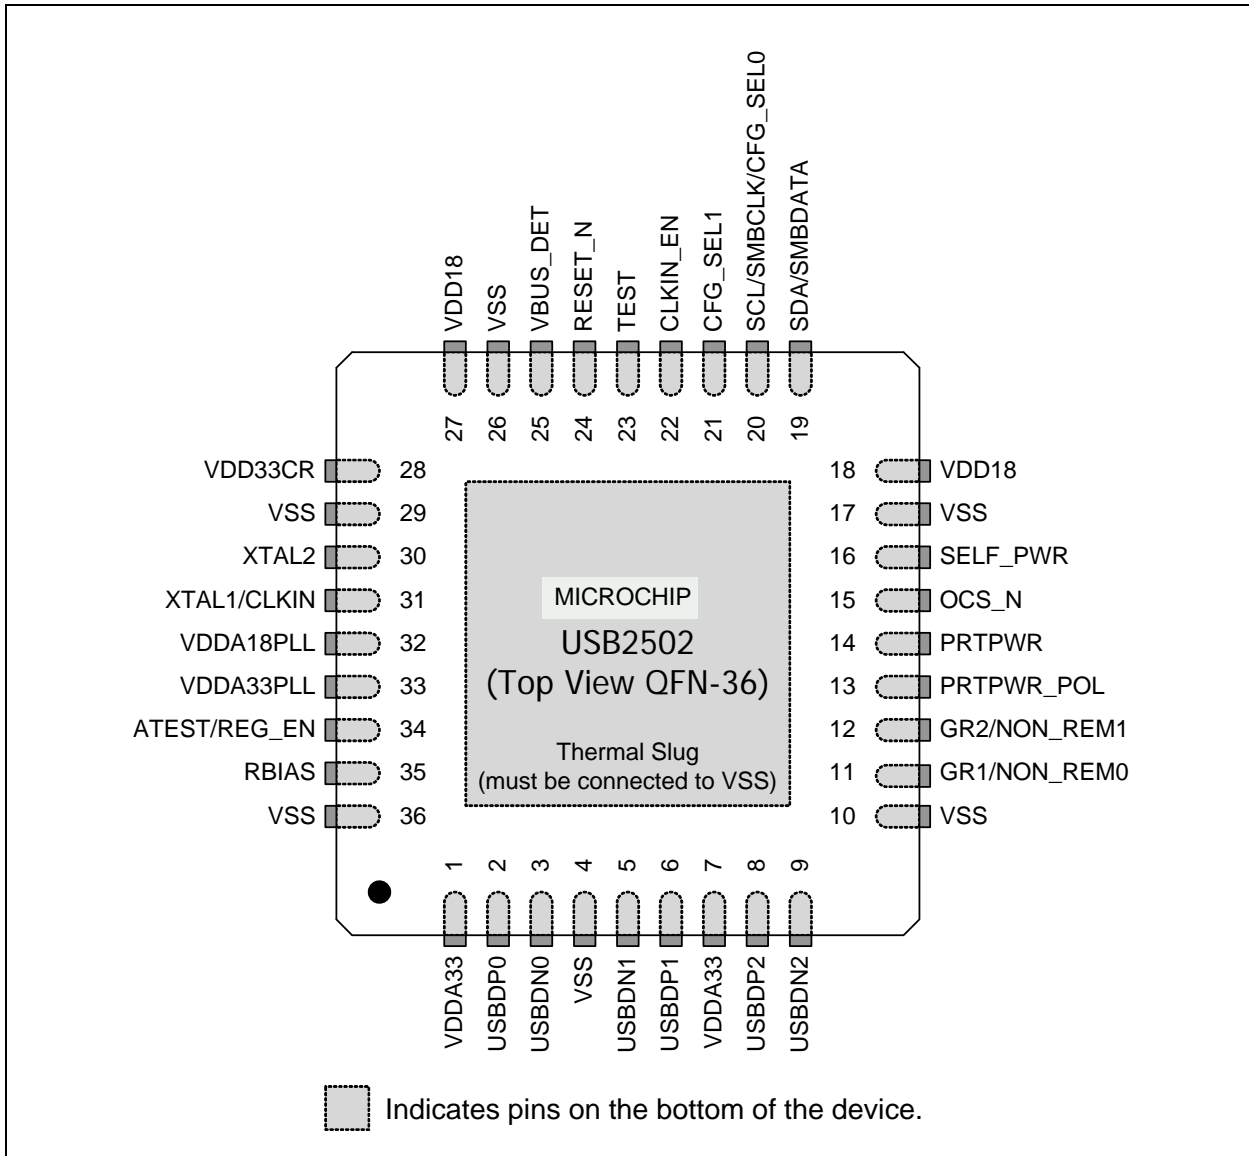 VDD18
VSS
VBUS_DET
RESET_N
TEST
CLKIN_EN
CFG_SEL1
SCL/SMBCLK/CFG_SEL0
SDA/SMBDATA
27
26
25
24
23
22
21
20
19
VDD33CR 28
VSS 29
XTAL2 30
XTAL1/CLKIN 31
VDDA18PLL 32
VDDA33PLL 33
ATEST/REG_EN 34
RBIAS 35
VSS 36
MICROCHIP
USB2502
(Top View QFN-36)
Thermal Slug
(must be connected to VSS)
18 VDD18
17 VSS
16 SELF_PWR
15 OCS_N
14 PRTPWR
13 PRTPWR_POL
12 GR2/NON_REM1
11 GR1/NON_REM0
10 VSS
1
2
3
4
5
6
7
8
9
VDDA33
USBDP0
USBDN0
VSS
USBDN1
USBDP1
VDDA33
USBDP2
USBDN2
Indicates pins on the bottom of the device.